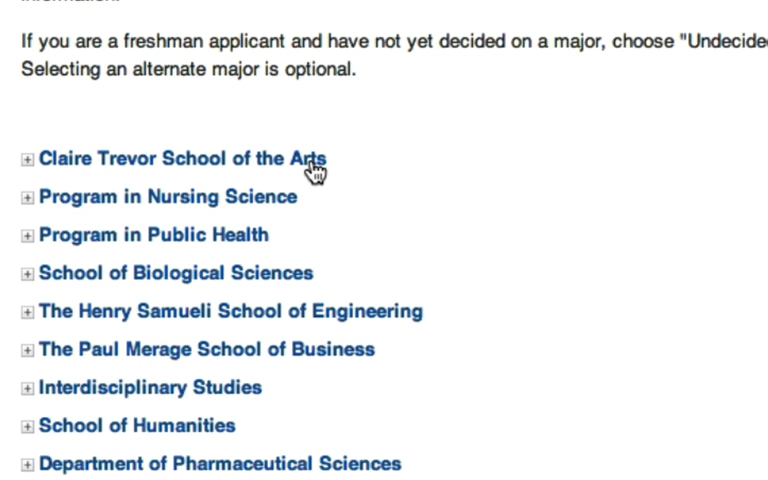 If you are a freshman applicant and have not yet decided on a major, choose "Undecide
Selecting an alternate major is optional.
Claire Trevor School of the Arts
Program in Nursing Science
Program in Public Health
School of Biological Sciences
The Henry Samueli School of Engineering
The Paul Merage School of Business
Interdisciplinary Studies
School of Humanities
Department of Pharmaceutical Sciences